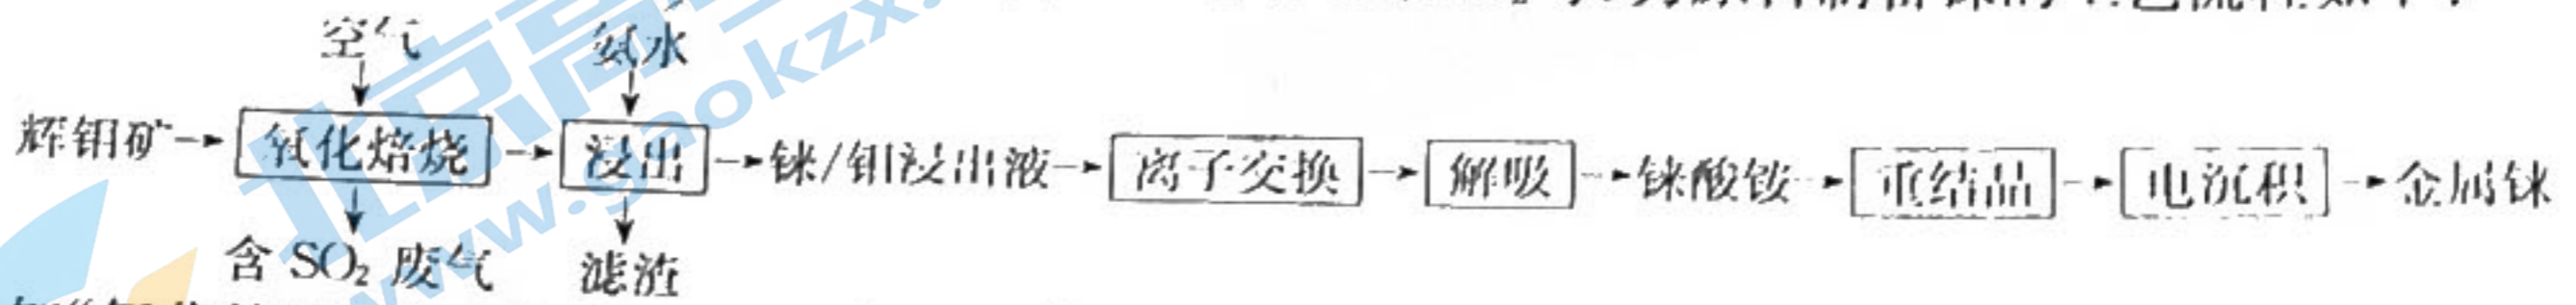 空气 氨水
辉钼矿 氧化焙烧 浸出 铼/钼浸出液 离子交换 解吸 铼酸铵 重结晶 电沉积 金属铼
含 SO₂ 废气 滤渣
www.gaokzx.